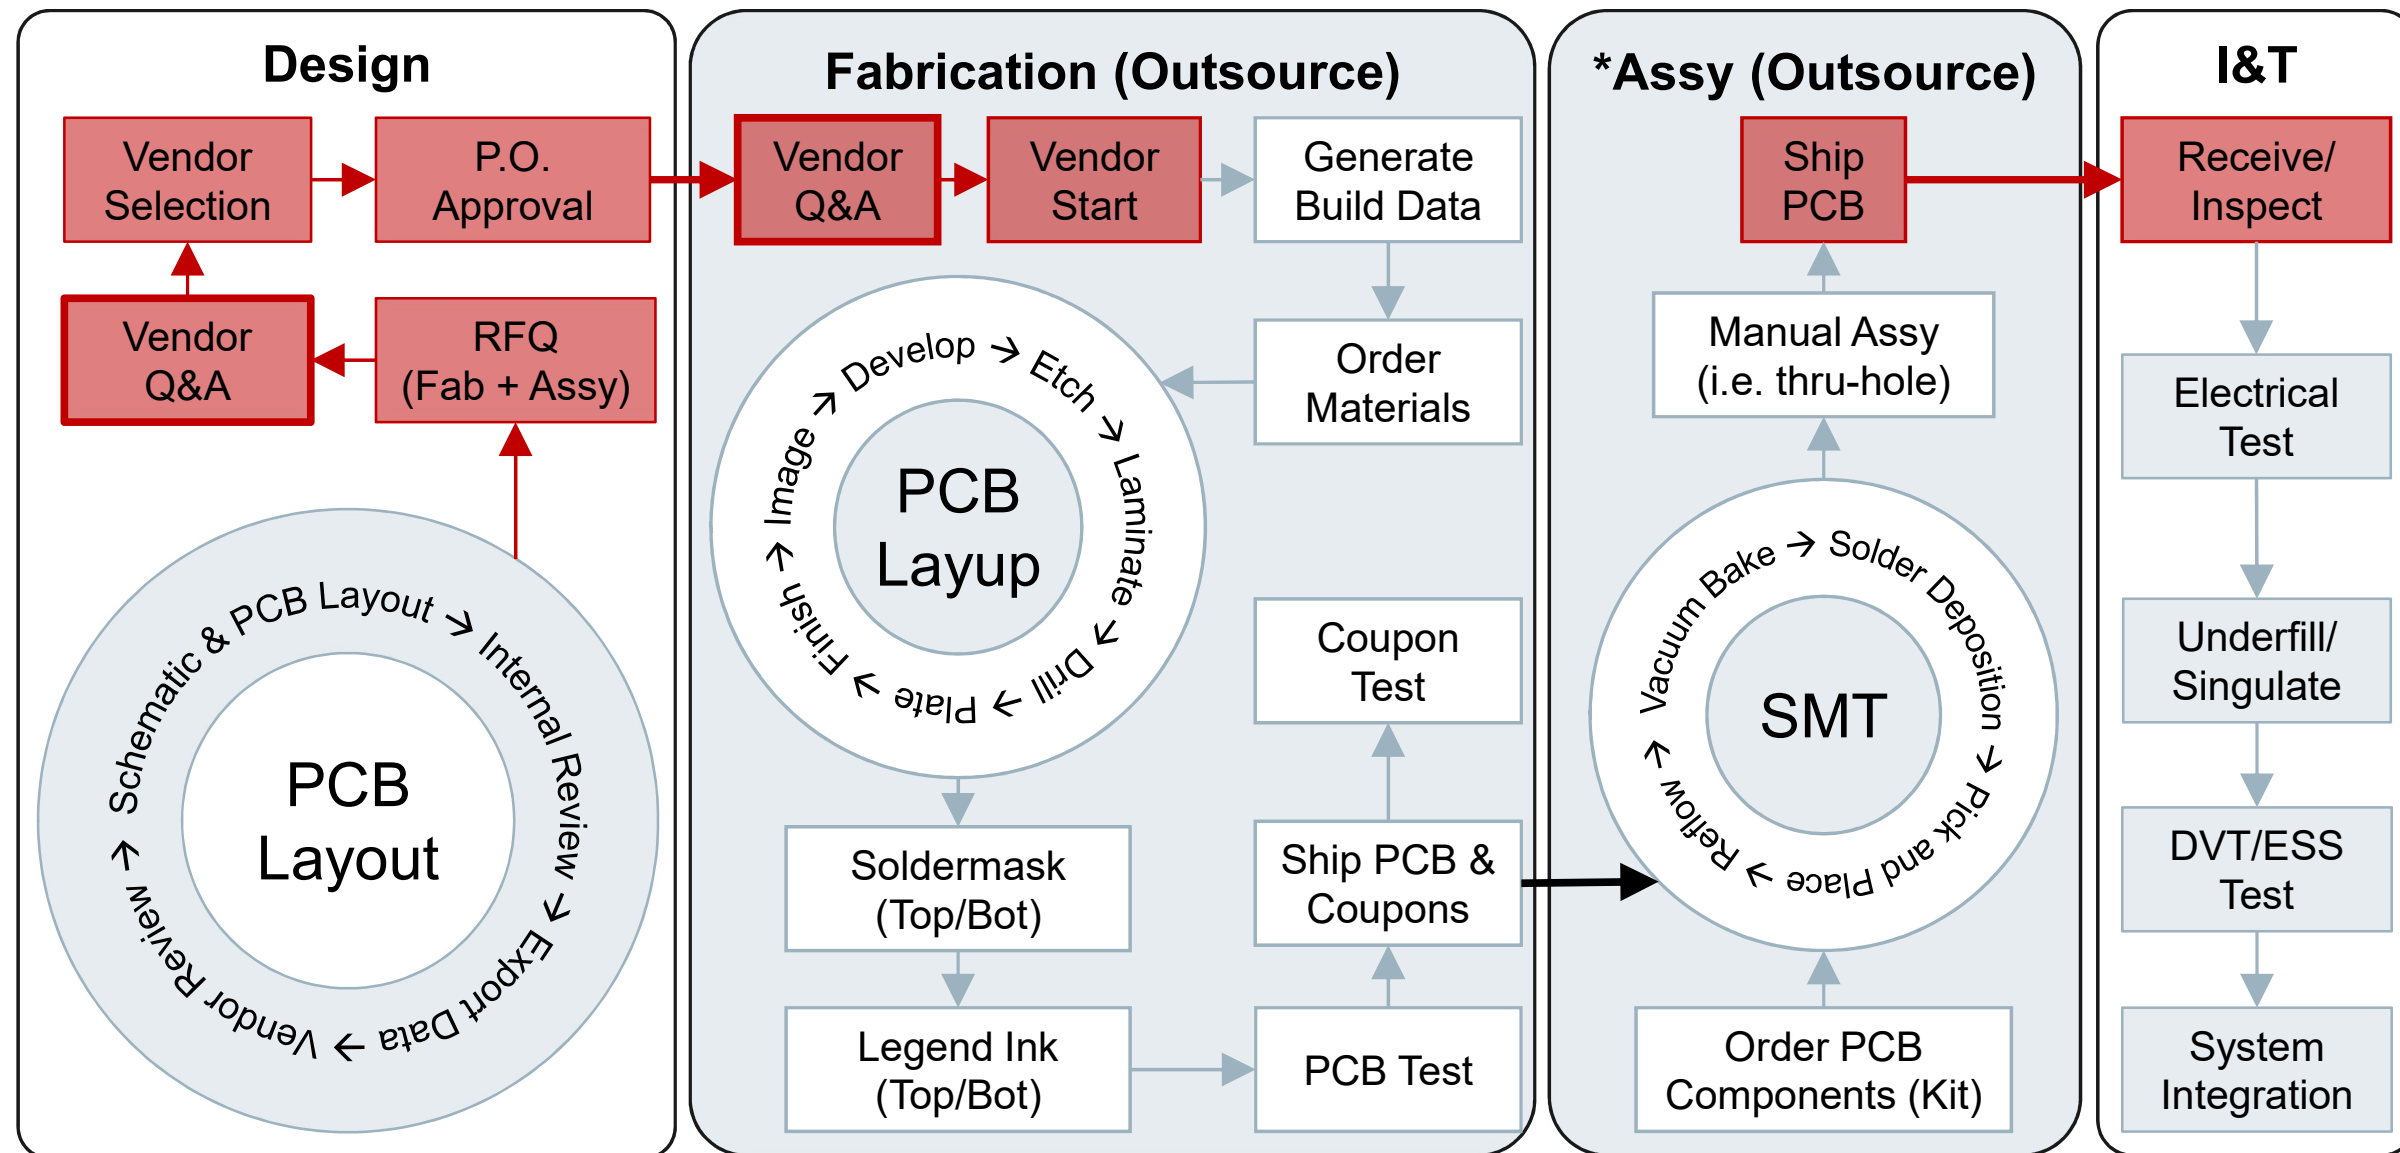 Design
Vendor
Selection
P.O.
Approval
Vendor
Q&A
RFQ
(Fab + Assy)
Schematic & PCB Layout → Internal Review → Export Data → Vendor Review →
PCB
Layout
Fabrication (Outsource)
Vendor
Q&A
Vendor
Start
Generate
Build Data
Order
Materials
Image → Develop → Etch → Laminate → Drill → Plate → Finish →
PCB
Layup
Soldermask
(Top/Bot)
Legend Ink
(Top/Bot)
PCB Test
Ship PCB &
Coupons
Coupon
Test
*Assy (Outsource)
Ship
PCB
Manual Assy
(i.e. thru-hole)
Vacuum Bake → Solder Deposition → Pick and Place → Reflow →
SMT
Order PCB
Components (Kit)
I&T
Receive/
Inspect
Electrical
Test
Underfill/
Singulate
DVT/ESS
Test
System
Integration